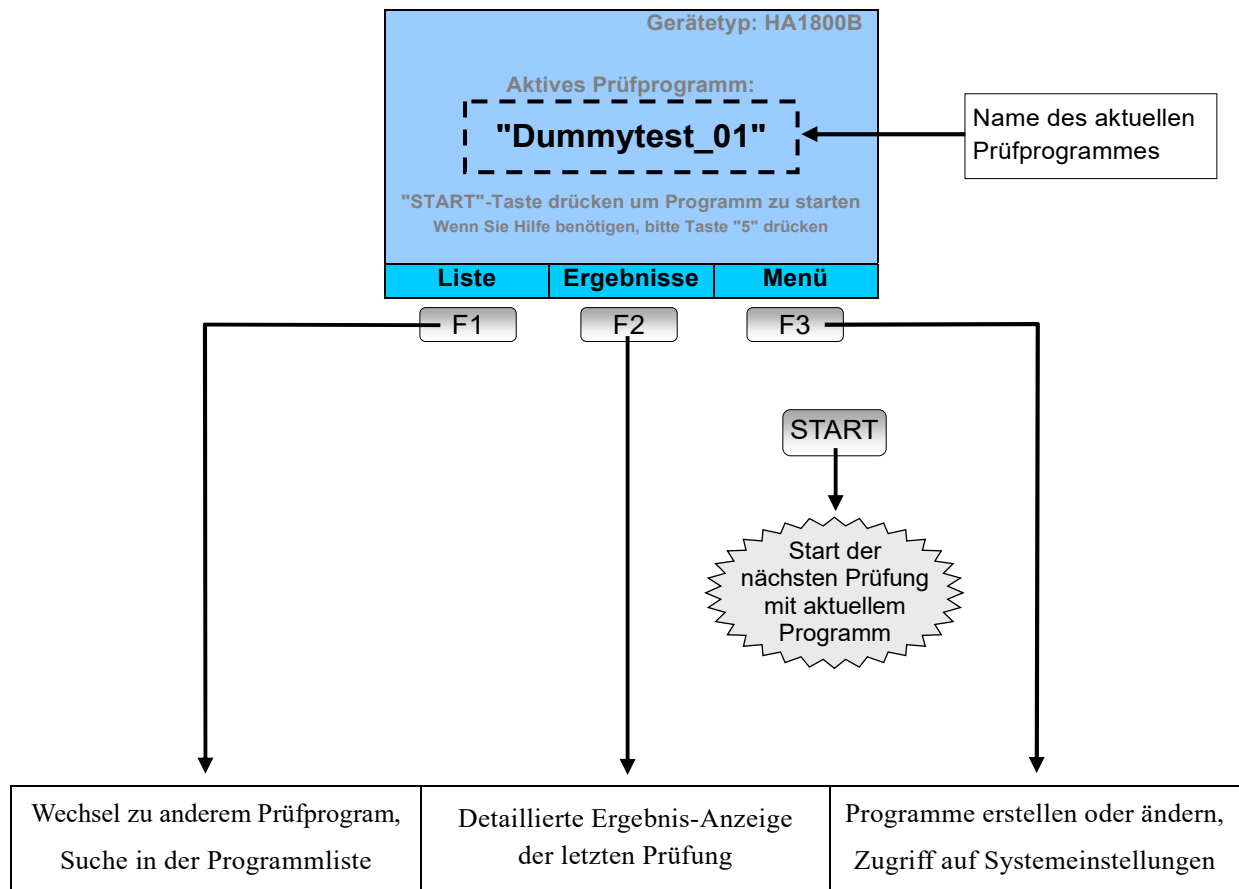 Gerätetyp: HA1800B
Aktives Prüfprogramm:
"Dummytest_01"
Name des aktuellen
Prüfprogrammes
"START"-Taste drücken um Programm zu starten
Wenn Sie Hilfe benötigen, bitte Taste "5" drücken
Liste Ergebnisse Menü
F1 F2 F3
START
Start der
nächsten Prüfung
mit aktuellem
Programm
Wechsel zu anderem Prüfprogram,
Suche in der Programmliste
Detaillierte Ergebnis-Anzeige
der letzten Prüfung
Programme erstellen oder ändern,
Zugriff auf Systemeinstellungen